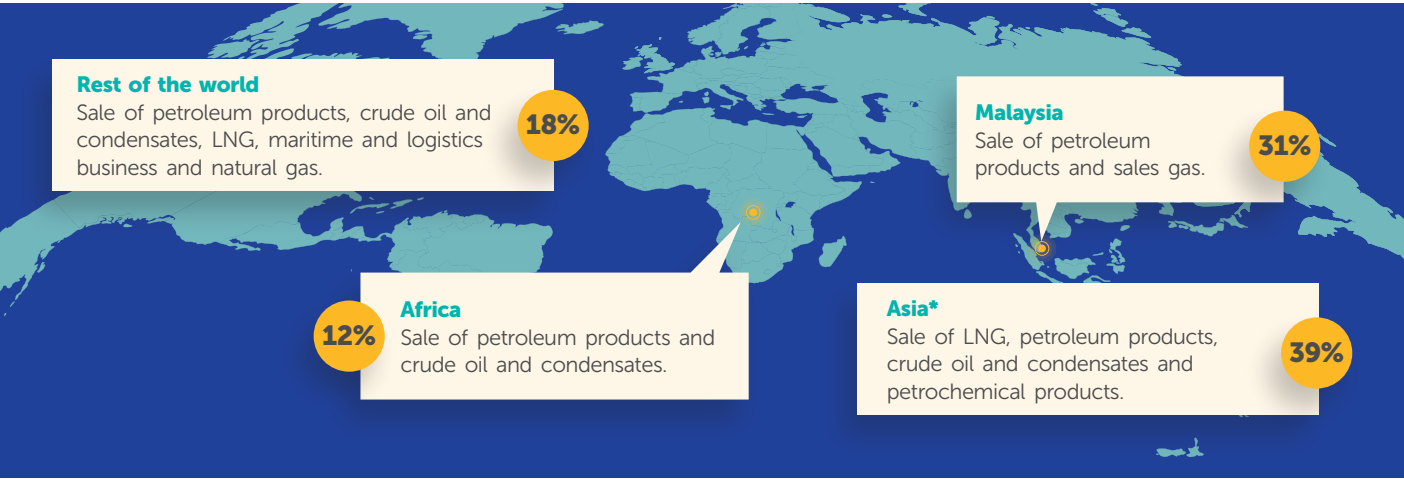 Rest of the world
Sale of petroleum products, crude oil and
condensates, LNG, maritime and logistics
business and natural gas.
18%
Malaysia
Sale of petroleum
products and sales gas.
31%
Africa
Sale of petroleum products and
crude oil and condensates.
12%
Asia*
Sale of LNG, petroleum products,
crude oil and condensates and
petrochemical products.
39%